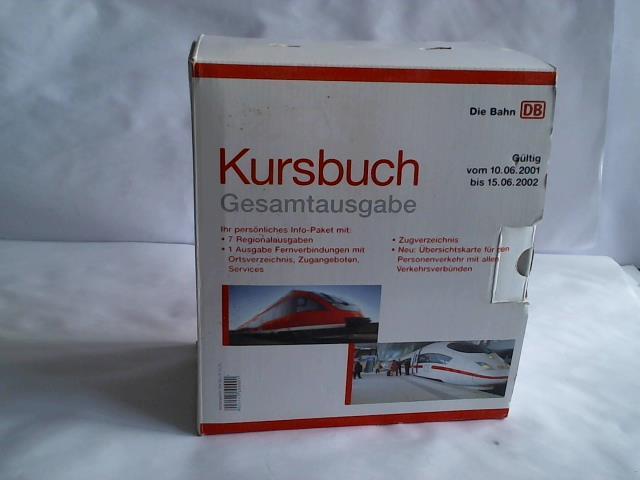 Die Bahn DB
Kursbuch
Gesamtausgabe
Gültig
vom 10.06.2001
bis 15.06.2002
Ihr persönliches Info-Paket mit:
• 7 Regionalausgaben
• 1 Ausgabe Fernverbindungen mit
Ortsverzeichnis, Zugangeboten,
Services
• Zugverzeichnis
• Neu: Übersichtskarte für den
Personenverkehr mit allen
Verkehrsverbünden